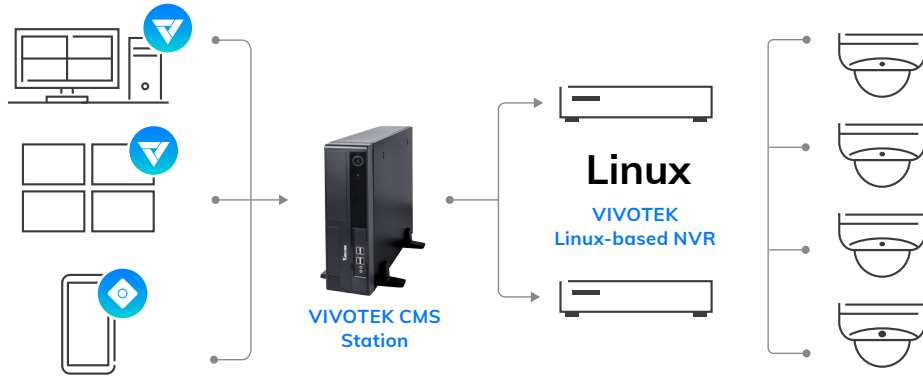 Linux
VIVOTEK
Linux-based NVR
VIVOTEK CMS
Station